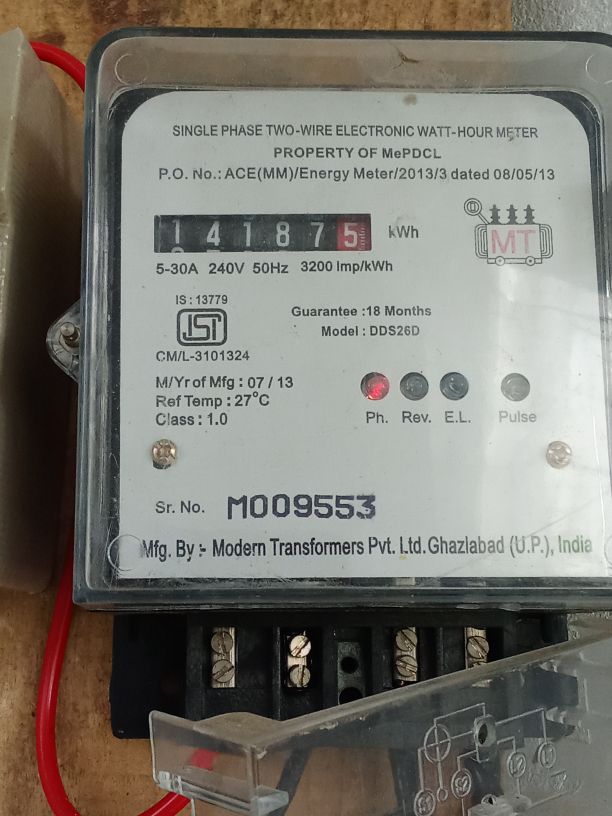 SINGLE PHASE TWO-WIRE ELECTRONIC WATT-HOUR METER
PROPERTY OF MePDCL
P.O. No.: ACE(MM)/Energy Meter/2013/3 dated 08/05/13
141875 kWh
MT
5-30A 240V 50Hz 3200 Imp/kWh
IS : 13779
ISI
CM/L-3101324
Guarantee :18 Months
Model : DDS26D
M/Yr of Mfg : 07 / 13
Ref Temp : 27°C
Class : 1.0
Ph. Rev. E.L. Pulse
Sr. No. M009553
Mfg. By :- Modern Transformers Pvt. Ltd. Ghazlabad (U.P.), India